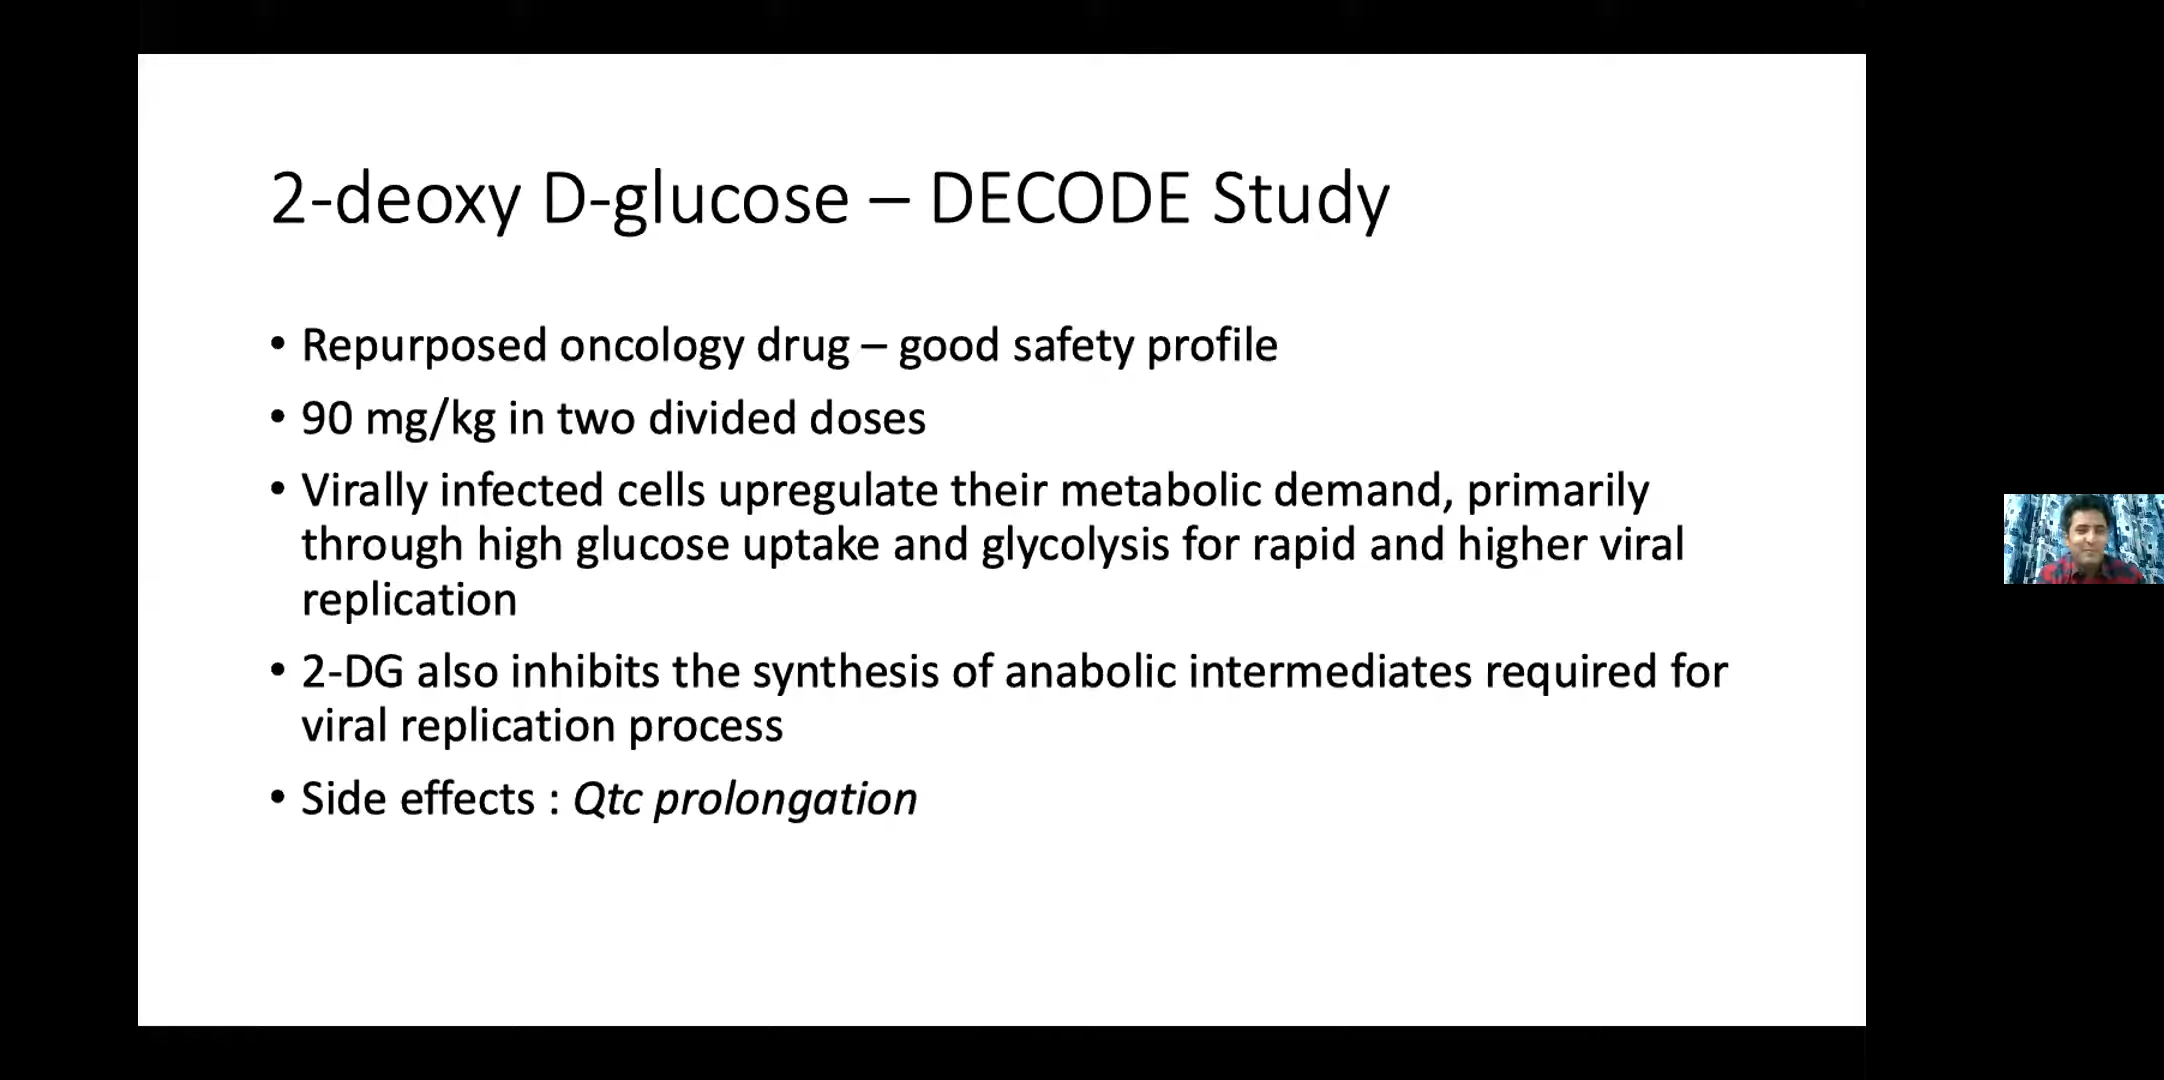 2-deoxy D-glucose – DECODE Study
• Repurposed oncology drug – good safety profile
• 90 mg/kg in two divided doses
• Virally infected cells upregulate their metabolic demand, primarily
through high glucose uptake and glycolysis for rapid and higher viral
replication
• 2-DG also inhibits the synthesis of anabolic intermediates required for
viral replication process
• Side effects : Qtc prolongation